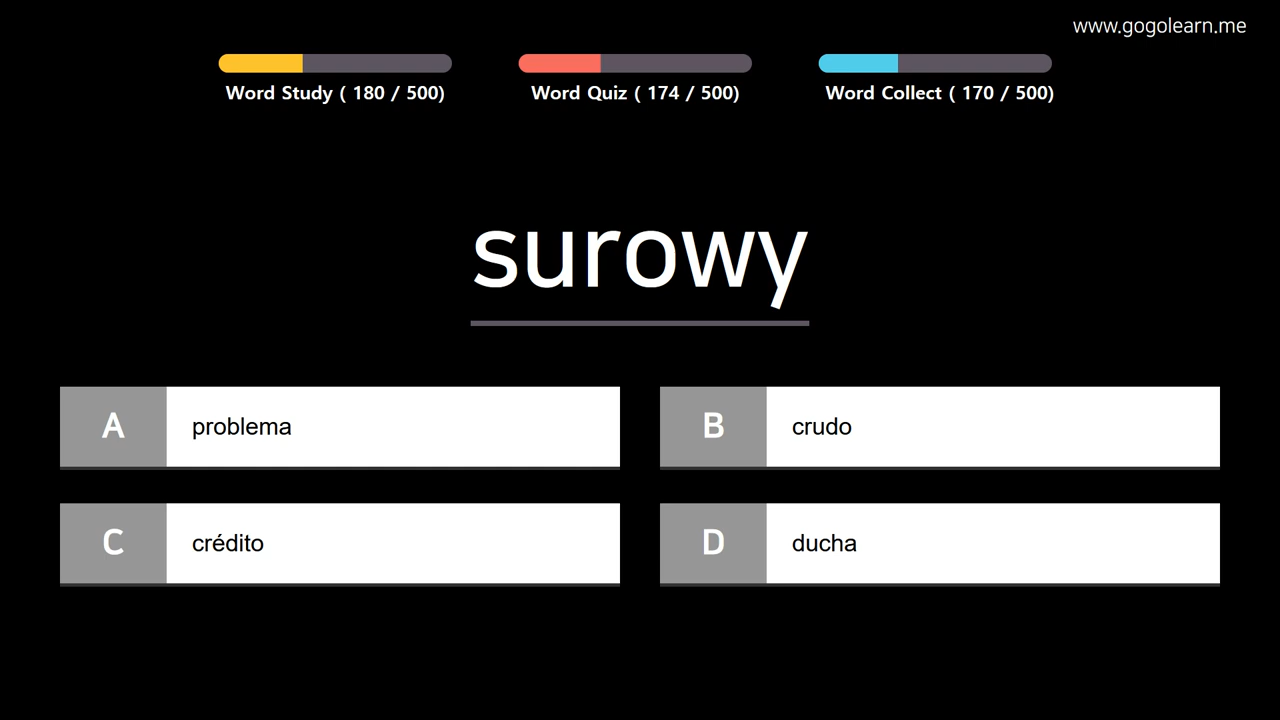 www.gogolearn.me
Word Study ( 180 / 500)
Word Quiz ( 174 / 500)
Word Collect ( 170 / 500)
surowy
A problema
B crudo
C crédito
D ducha